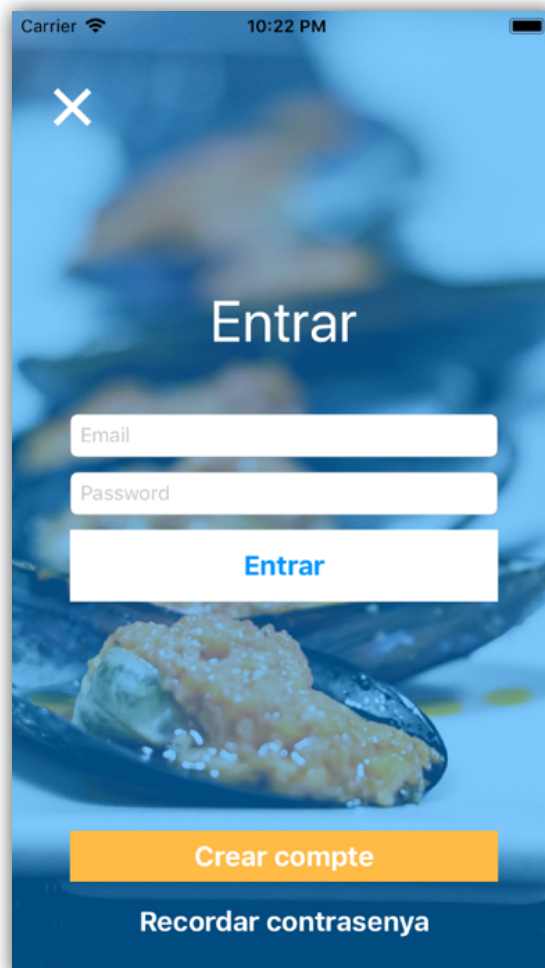 Carrier 10:22 PM
Entrar
Email
Password
Entrar
Crear compte
Recordar contrasenya